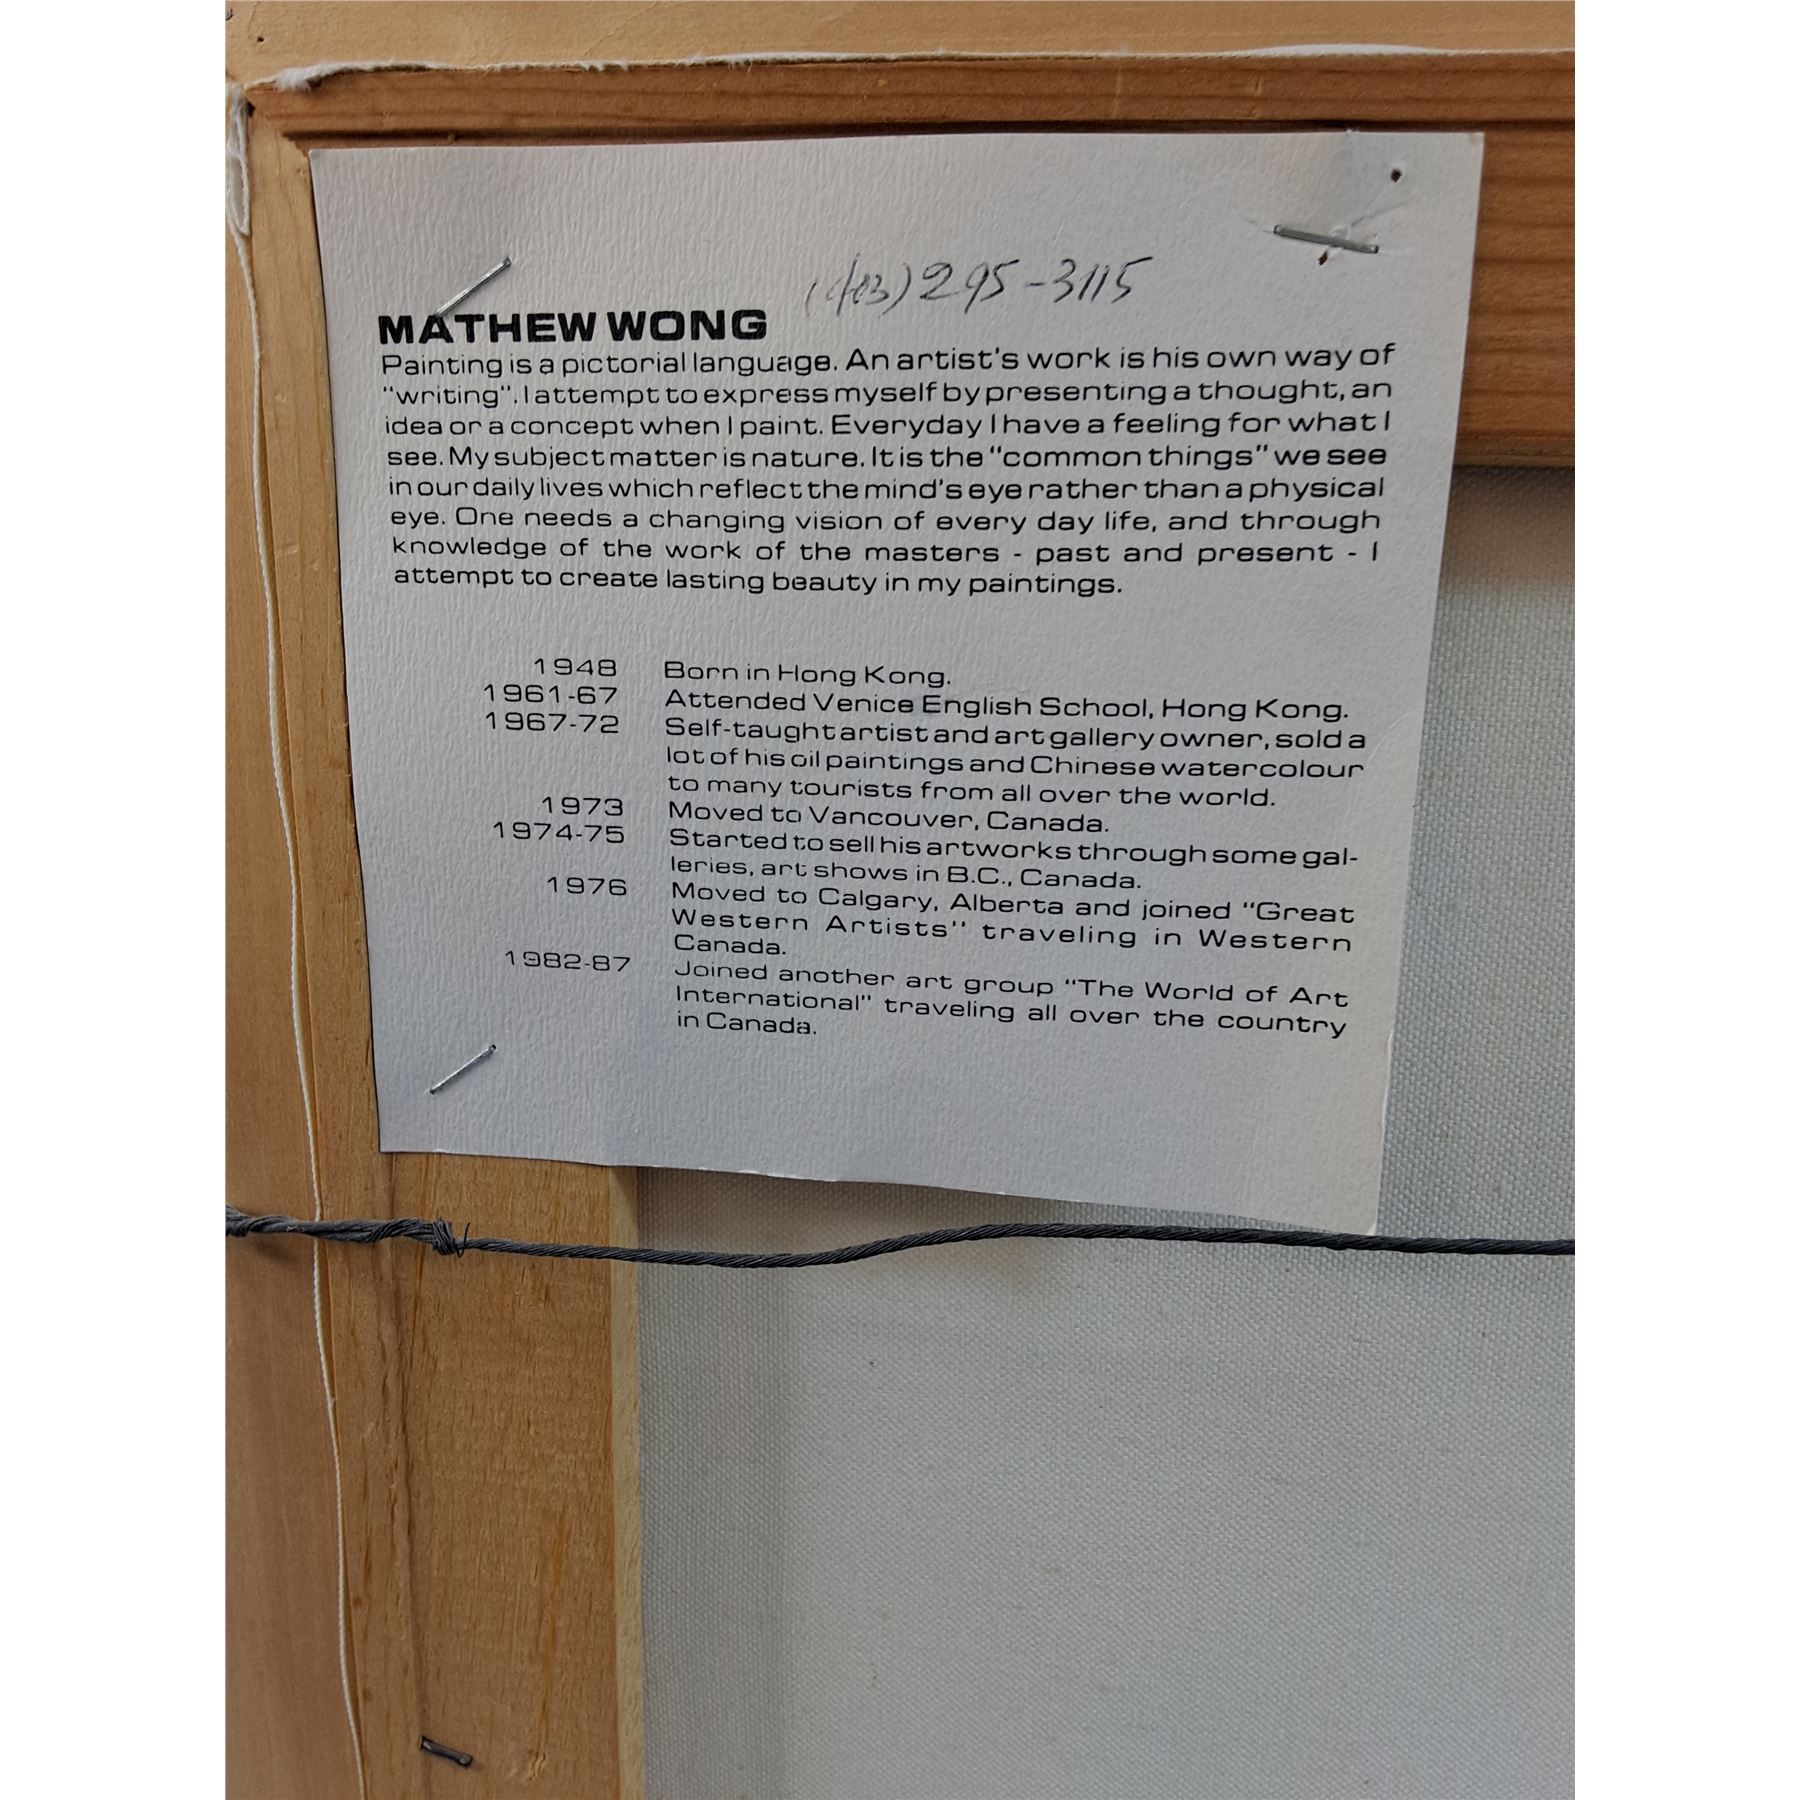 (403) 295-3115
MATHEW WONG
Painting is a pictorial language. An artist's work is his own way of
"writing". I attempt to express myself by presenting a thought, an
idea or a concept when I paint. Everyday I have a feeling for what I
see. My subject matter is nature. It is the "common things" we see
in our daily lives which reflect the mind's eye rather than a physical
eye. One needs a changing vision of every day life, and through
knowledge of the work of the masters - past and present - I
attempt to create lasting beauty in my paintings.
1948 Born in Hong Kong.
1961-67 Attended Venice English School, Hong Kong.
1967-72 Self-taught artist and art gallery owner, sold a
lot of his oil paintings and Chinese watercolour
to many tourists from all over the world.
1973 Moved to Vancouver, Canada.
1974-75 Started to sell his artworks through some gal-
leries, art shows in B.C., Canada.
1976 Moved to Calgary, Alberta and joined "Great
Western Artists" traveling in Western
Canada.
1982-87 Joined another art group "The World of Art
International" traveling all over the country
in Canada.